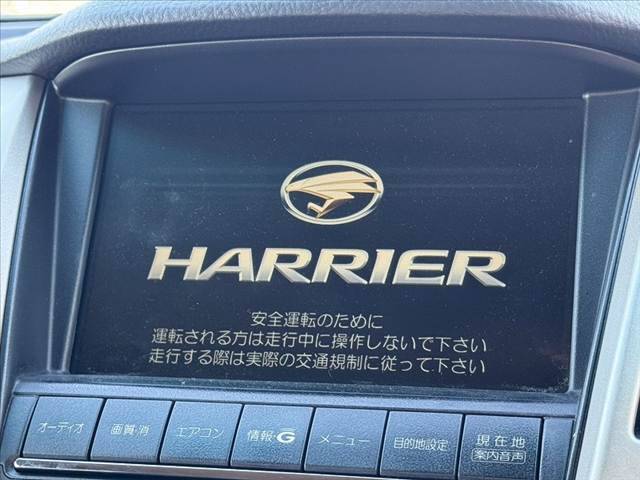 HARRIER
安全運転のために
運転される方は走行中に操作しないで下さい
走行する際は実際の交通規制に従って下さい
オーディオ 画質・消 エアコン 情報・G メニュー 目的地設定 現在地
案内音声